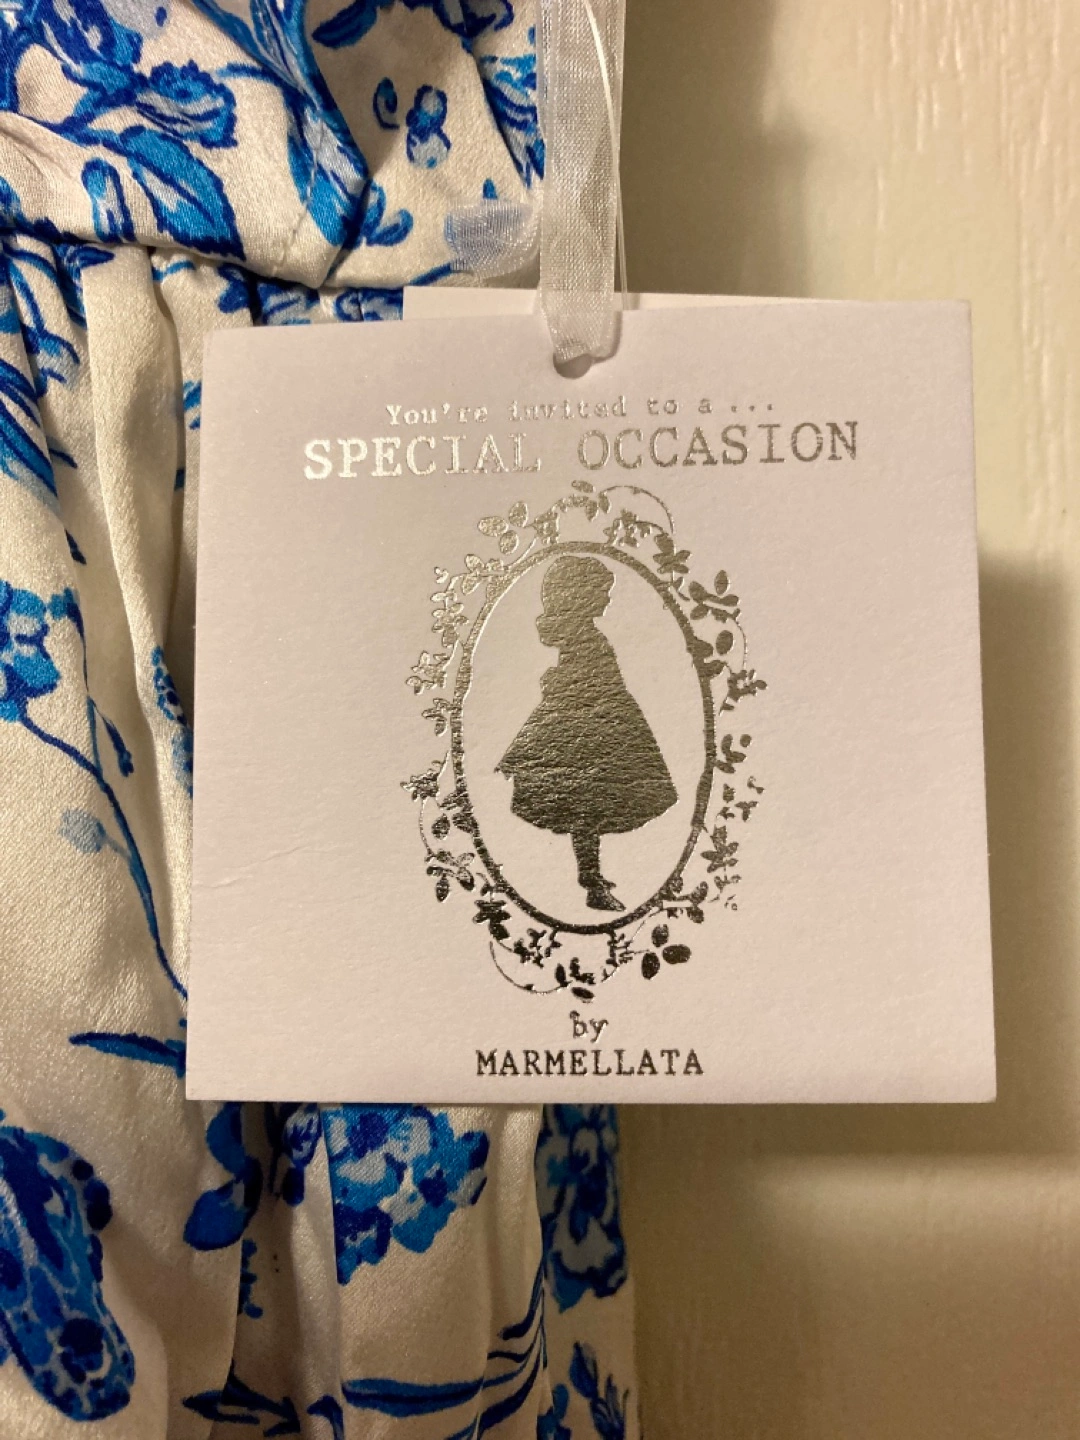 You're invited to a ...
SPECIAL OCCASION
by
MARMELLATA